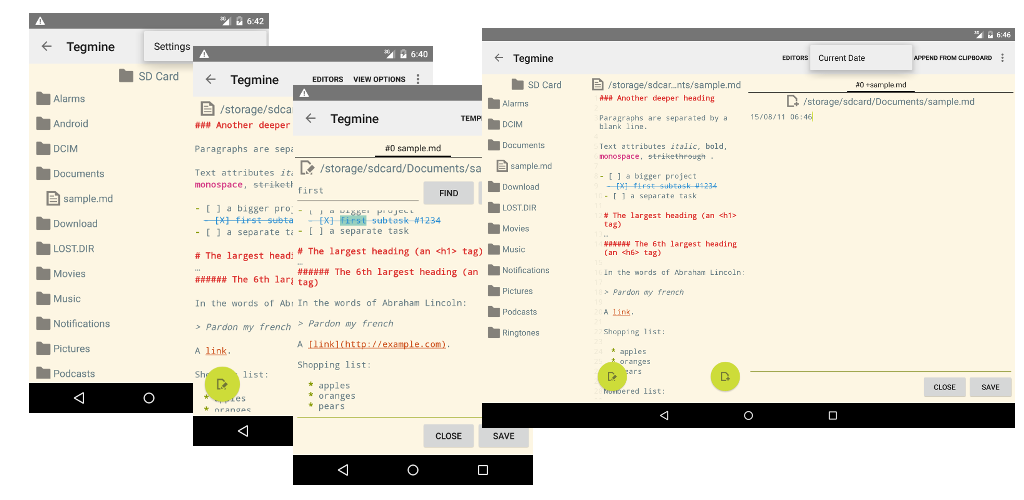 6:42
Tegmine
Settings
SD Card
Alarms
Android
DCIM
Documents
sample.md
Download
LOST.DIR
Movies
Music
Notifications
Pictures
Podcasts
6:40
Tegmine
EDITORS VIEW OPTIONS
/storage/sdca
### Another deeper
Paragraphs are sepa
Text attributes ita
monospace, striketh
- [ ] a bigger pro
- [X] first subta
- [ ] a separate ta
# The largest headi
…
###### The 6th larg
In the words of Abr
> Pardon my french
A link.
list:
* oranges
Tegmine
TEMP
#0 sample.md
/storage/sdcard/Documents/sa
first
FIND
- [ ] a bigger project
- [X] first subtask #1234
- [ ] a separate task
# The largest heading (an <h1> tag)
…
###### The 6th largest heading (an
tag)
In the words of Abraham Lincoln:
> Pardon my french
A [link](http://example.com).
Shopping list:
* apples
* oranges
* pears
CLOSE SAVE
6:46
Tegmine
EDITORS
Current Date
APPEND FROM CLIPBOARD
SD Card
Alarms
DCIM
Documents
sample.md
Download
LOST.DIR
Movies
Music
Notifications
Pictures
Podcasts
Ringtones
/storage/sdcar...nts/sample.md
### Another deeper heading
Paragraphs are separated by a
blank line.
Text attributes italic, bold,
monospace, strikethrough .
- [ ] a bigger project
- [X] first subtask #1234
- [ ] a separate task
# The largest heading (an <h1>
tag)
…
###### The 6th largest heading
(an <h6> tag)
In the words of Abraham Lincoln:
> Pardon my french
A link.
Shopping list:
* apples
* oranges
pears
Numbered list:
#0 +sample.md
/storage/sdcard/Documents/sample.md
15/08/11 06:46
CLOSE SAVE